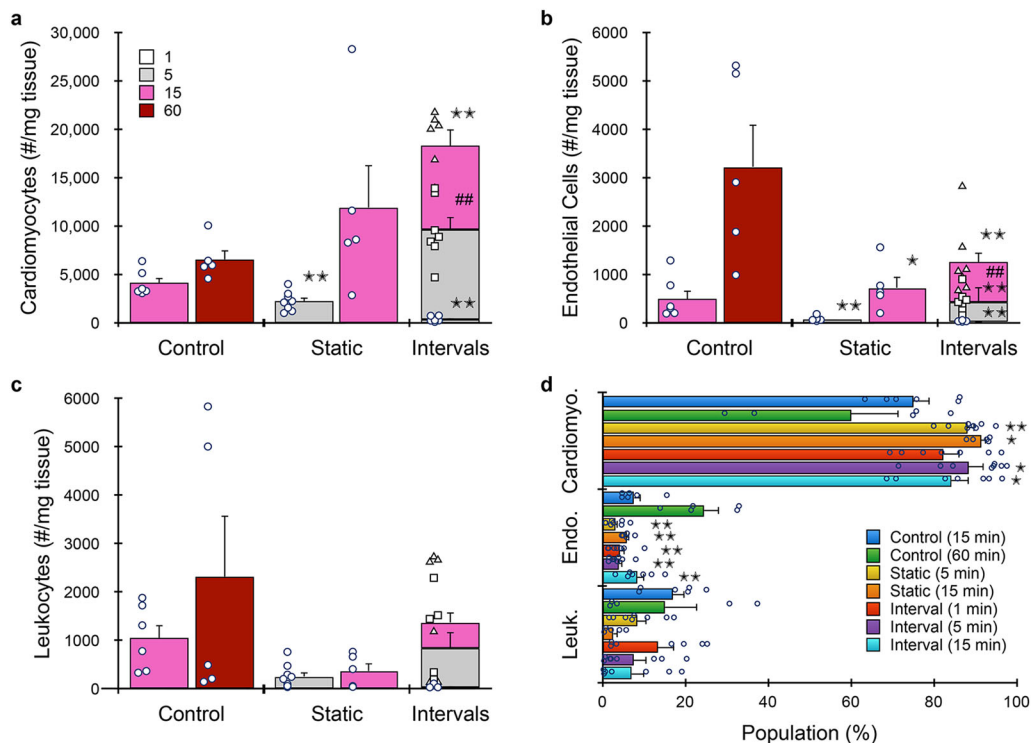 a
Cardiomyocytes (#/mg tissue)
30,000
25,000
20,000
15,000
10,000
5,000
0
1
5
15
60
★★
★★
##
★★
Control
Static
Intervals
b
Endothelial Cells (#/mg tissue)
6000
5000
4000
3000
2000
1000
0
★★
★
★★
##
★★
★★
Control
Static
Intervals
c
Leukocytes (#/mg tissue)
6000
5000
4000
3000
2000
1000
0
Control
Static
Intervals
d
Cardiomyo.
Endo.
Leuk.
★★
★
★
★
★★
★★
★★
★★
★★
Control (15 min)
Control (60 min)
Static (5 min)
Static (15 min)
Interval (1 min)
Interval (5 min)
Interval (15 min)
0
20
40
60
80
100
Population (%)